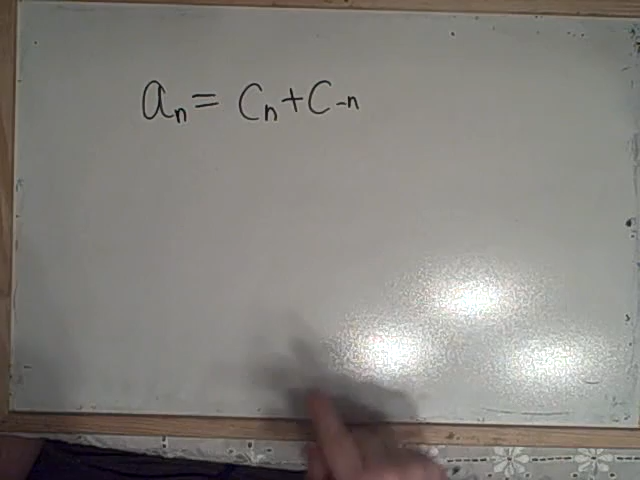 aₙ = Cₙ + C₋ₙ